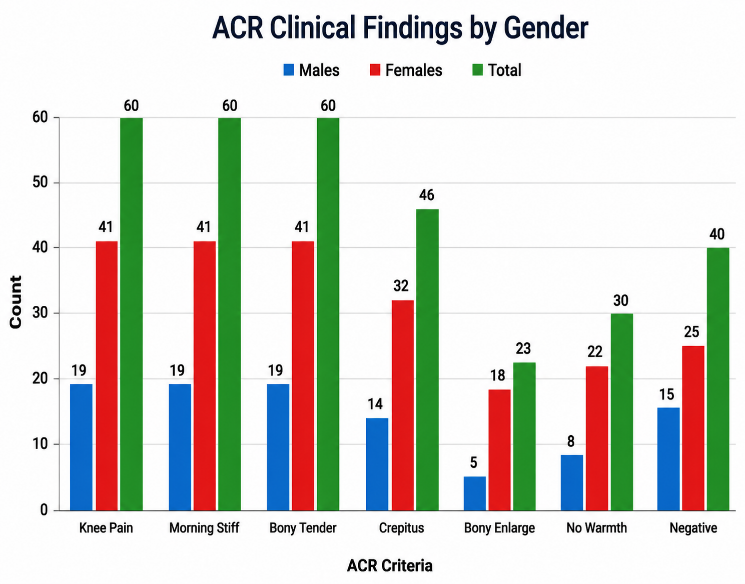 ACR Clinical Findings by Gender
Males Females Total
60 60 60
60
50
46
41 41 41
40
40
Count
32
30
30
25
23
22
20
19 19 19
18
15
14
10
8
5
0
Knee Pain Morning Stiff Bony Tender Crepitus Bony Enlarge No Warmth Negative
ACR Criteria